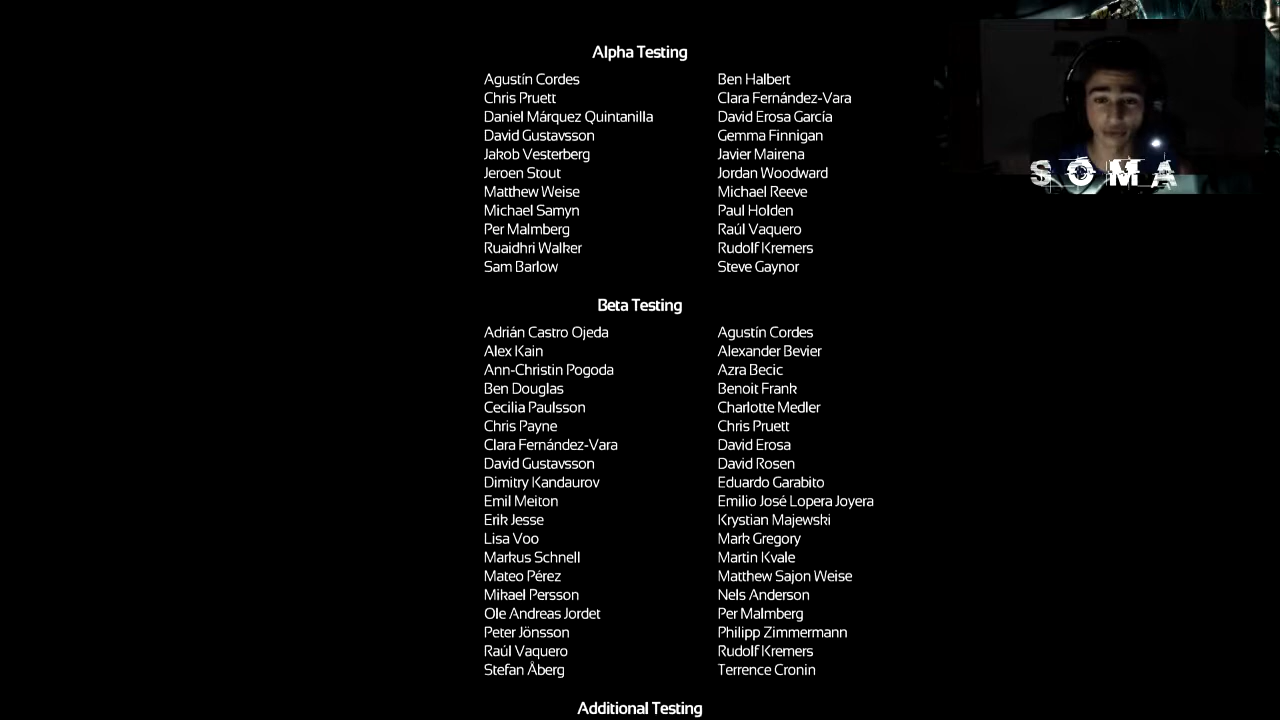 Alpha Testing
Agustín Cordes Ben Halbert
Chris Pruett Clara Fernández-Vara
Daniel Márquez Quintanilla David Erosa García
David Gustavsson Gemma Finnigan
Jakob Vesterberg Javier Mairena
Jeroen Stout Jordan Woodward
Matthew Weise Michael Reeve
Michael Samyn Paul Holden
Per Malmberg Raúl Vaquero
Ruaidhri Walker Rudolf Kremers
Sam Barlow Steve Gaynor
Beta Testing
Adrián Castro Ojeda Agustín Cordes
Alex Kain Alexander Bevier
Ann-Christin Pogoda Azra Becic
Ben Douglas Benoit Frank
Cecilia Paulsson Charlotte Medler
Chris Payne Chris Pruett
Clara Fernández-Vara David Erosa
David Gustavsson David Rosen
Dimitry Kandaurov Eduardo Garabito
Emil Meiton Emilio José Lopera Joyera
Erik Jesse Krystian Majewski
Lisa Voo Mark Gregory
Markus Schnell Martin Kvale
Mateo Pérez Matthew Sajon Weise
Mikael Persson Nels Anderson
Ole Andreas Jordet Per Malmberg
Peter Jönsson Philipp Zimmermann
Raúl Vaquero Rudolf Kremers
Stefan Åberg Terrence Cronin
Additional Testing
SOMA